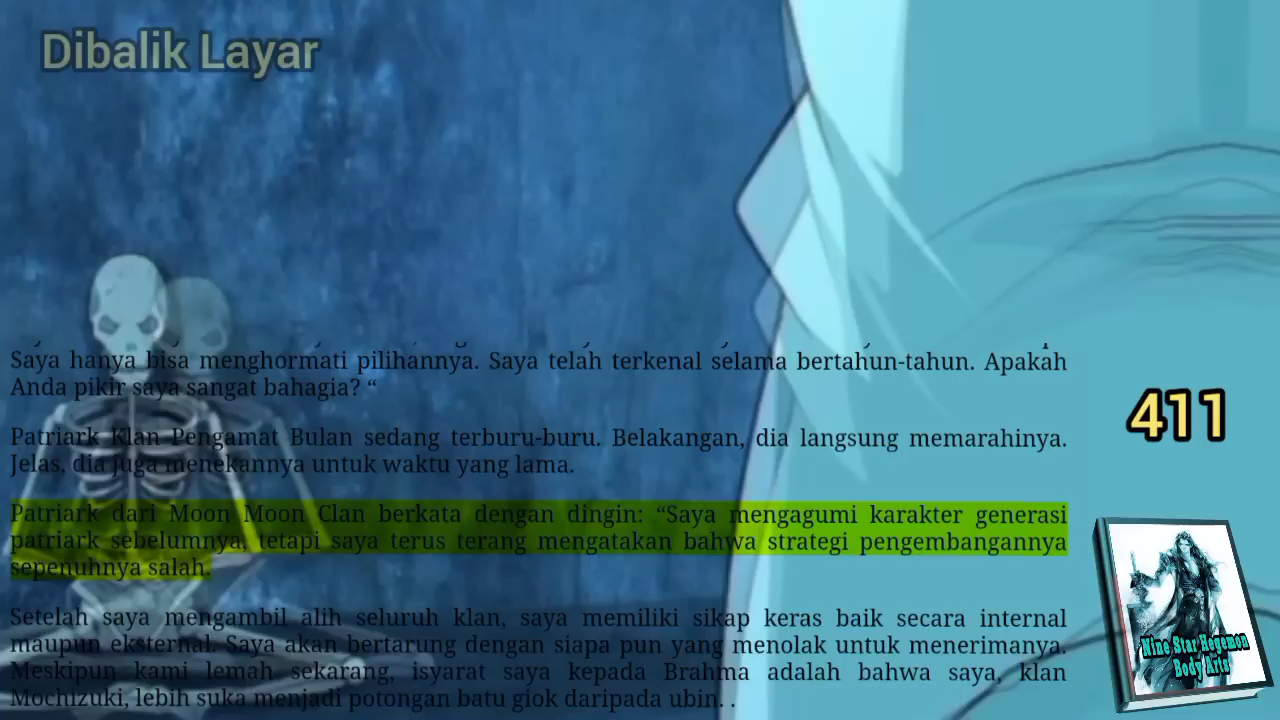 Dibalik Layar
Saya hanya bisa menghormati pilihannya. Saya telah terkenal selama bertahun-tahun. Apakah
Anda pikir saya sangat bahagia? “
Patriark Klan Pengamat Bulan sedang terburu-buru. Belakangan, dia langsung memarahinya.
Jelas, dia juga menekannya untuk waktu yang lama.
Patriark dari Moon Moon Clan berkata dengan dingin: “Saya mengagumi karakter generasi
patriark sebelumnya, tetapi saya terus terang mengatakan bahwa strategi pengembangannya
sepenuhnya salah.
Setelah saya mengambil alih seluruh klan, saya memiliki sikap keras baik secara internal
maupun eksternal. Saya akan bertarung dengan siapa pun yang menolak untuk menerimanya.
Meskipun kami lemah sekarang, isyarat saya kepada Brahma adalah bahwa saya, klan
Mochizuki, lebih suka menjadi potongan batu giok daripada ubin. .
411
Nine Star Hegemon
Body Arts